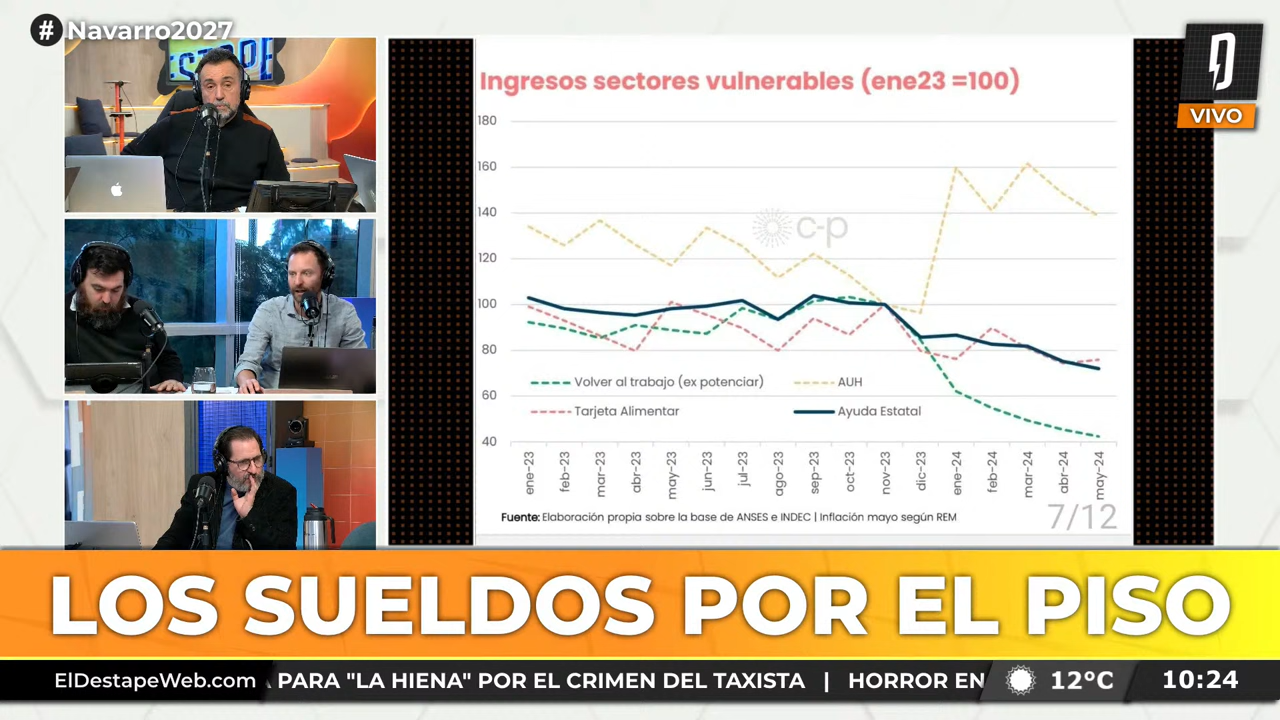 # Navarro2027
VIVO
Ingresos sectores vulnerables (ene23 =100)
180
160
140
120
100
80
60
40
c-p
Volver al trabajo (ex potenciar)
AUH
Tarjeta Alimentar
Ayuda Estatal
ene-23
feb-23
mar-23
abr-23
may-23
jun-23
jul-23
ago-23
sep-23
oct-23
nov-23
dic-23
ene-24
feb-24
mar-24
abr-24
may-24
Fuente: Elaboración propia sobre la base de ANSES e INDEC | Inflación mayo según REM
7/12
LOS SUELDOS POR EL PISO
ElDestapeWeb.com
PARA "LA HIENA" POR EL CRIMEN DEL TAXISTA | HORROR EN
12°C
10:24